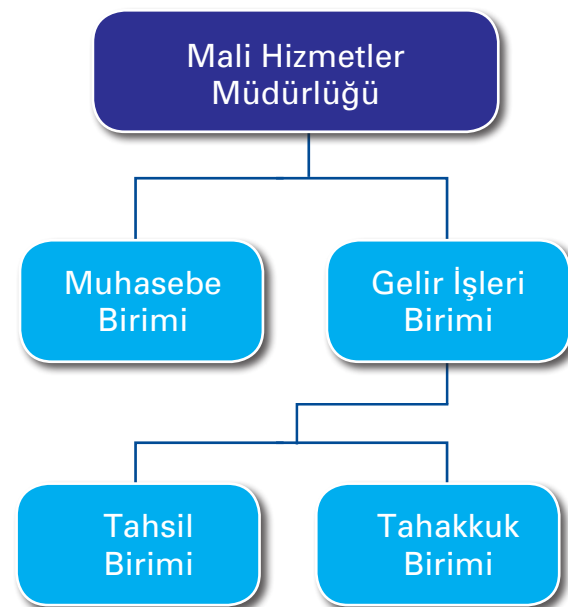 Mali Hizmetler
Müdürlüğü
Muhasebe
Birimi
Gelir İşleri
Birimi
Tahsil
Birimi
Tahakkuk
Birimi